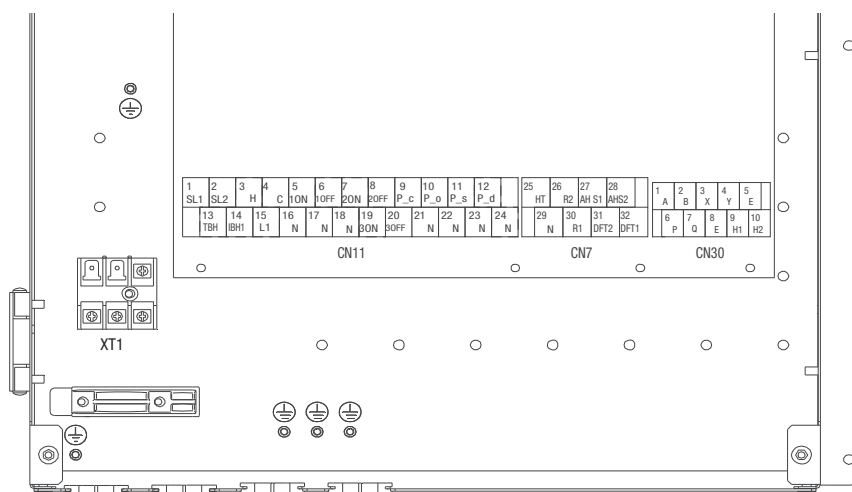 1 2 3 4 5 6 7 8 9 10 11 12
SL1 SL2 H C 1ON 1OFF 2ON 2OFF P_c P_o P_s P_d
13 14 15 16 17 18 19 20 21 22 23 24
TBH IBH1 L1 N N N 3ON 3OFF N N N N
CN11
25 26 27 28
HT R2 AH S1 AHS2
29 30 31 32
N R1 DFT2 DFT1
CN7
1 2 3 4 5
A B X Y E
6 7 8 9 10
P Q E H1 H2
CN30
XT1